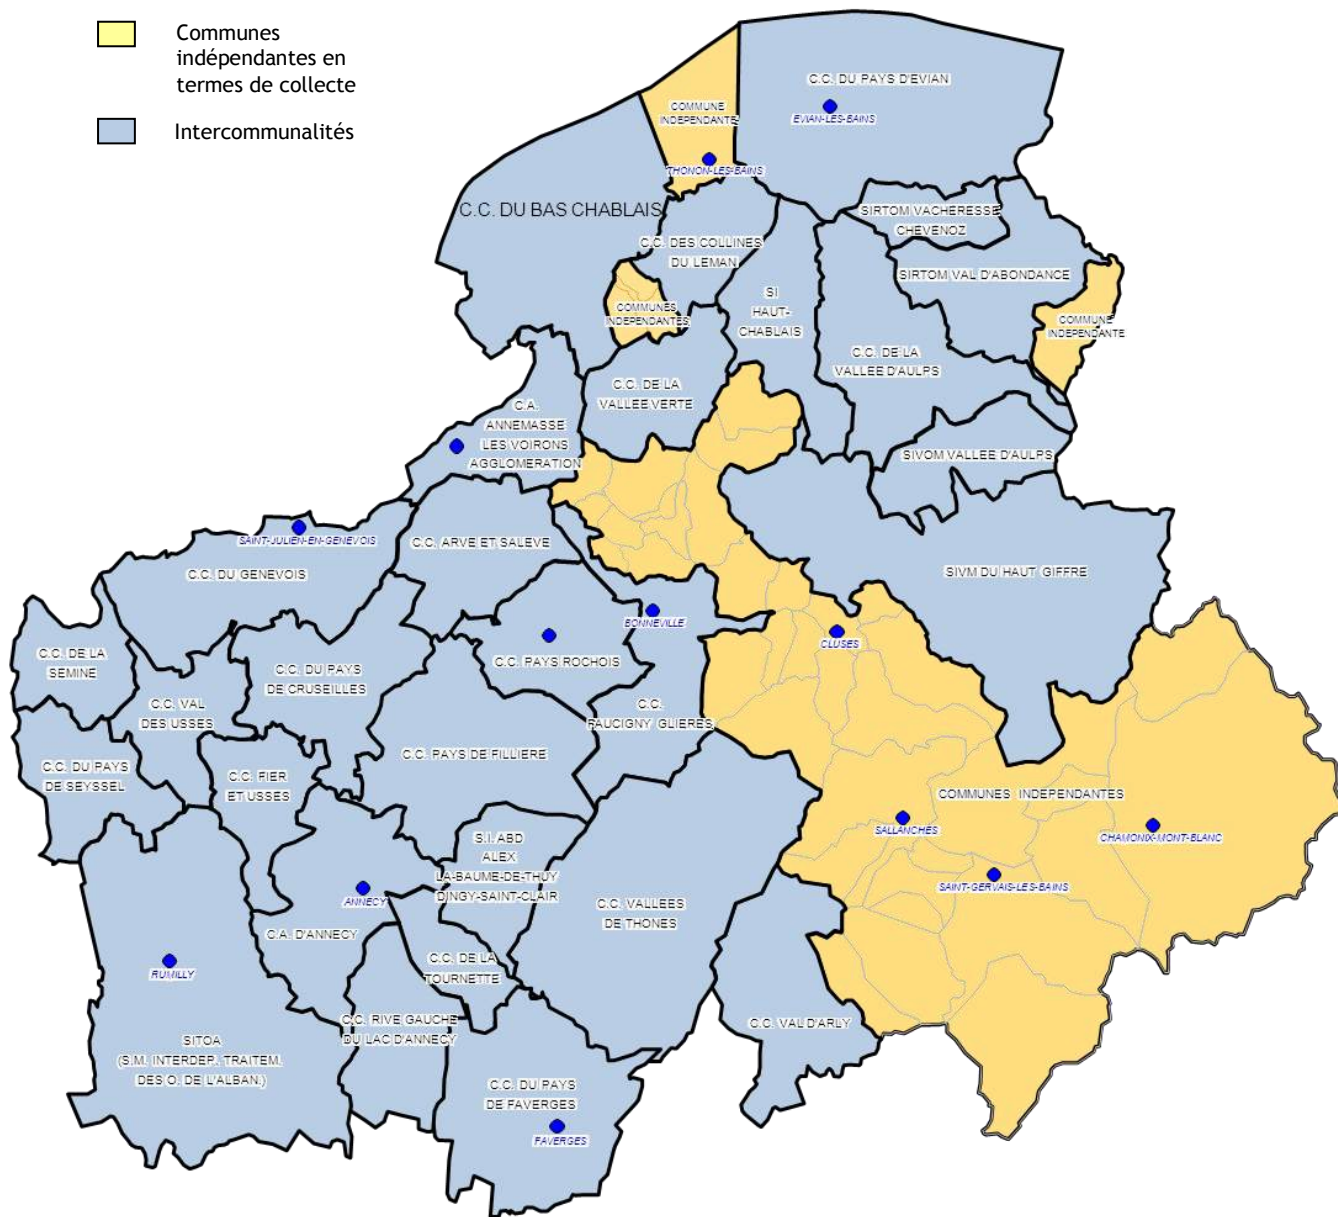 Communes
indépendantes en
termes de collecte
Intercommunalités
C.C. DU PAYS D'EVIAN
EVIAN-LES-BAINS
COMMUNE
INDEPENDANTE
THONON-LES-BAINS
C.C. DU BAS CHABLAIS
SIRTOM VACHERESSE
CHEVENOZ
C.C. DES COLLINES
DU LEMAN
SIRTOM VAL D'ABONDANCE
SI
HAUT-
CHABLAIS
COMMUNES
INDEPENDANTES
COMMUNE
INDEPENDANTE
C.C. DE LA
VALLEE D'AULPS
C.C. DE LA
VALLEE VERTE
C.A.
ANNEMASSE
LES VOIRONS
AGGLOMERATION
SIVOM VALLEE D'AULPS
SAINT-JULIEN-EN-GENEVOIS
C.C. ARVE ET SALEVE
C.C. DU GENEVOIS
SIVM DU HAUT GIFFRE
BONNEVILLE
CLUSES
C.C. DE LA
SEMINE
C.C. DU PAYS
DE CRUSEILLES
C.C. PAYS ROCHOIS
C.C. VAL
DES USSES
C.C.
FAUCIGNY GLIERES
C.C. DU PAYS
DE SEYSSEL
C.C. FIER
ET USSES
C.C. PAYS DE FILLIERE
COMMUNES INDEPENDANTES
SALLANCHES
CHAMONIX-MONT-BLANC
S.I. ABD
ALEX
LA-BAUME-DE-THUY
DINGY-SAINT-CLAIR
SAINT-GERVAIS-LES-BAINS
ANNECY
C.C. VALLEES
DE THONES
C.A. D'ANNECY
C.C. DE LA
TOURNETTE
RUMILLY
C.C. RIVE GAUCHE
DU LAC D'ANNECY
C.C. VAL D'ARLY
SITOA
(S.M. INTERDEP. TRAITEM.
DES O. DE L'ALBAN.)
C.C. DU PAYS
DE FAVERGES
FAVERGES